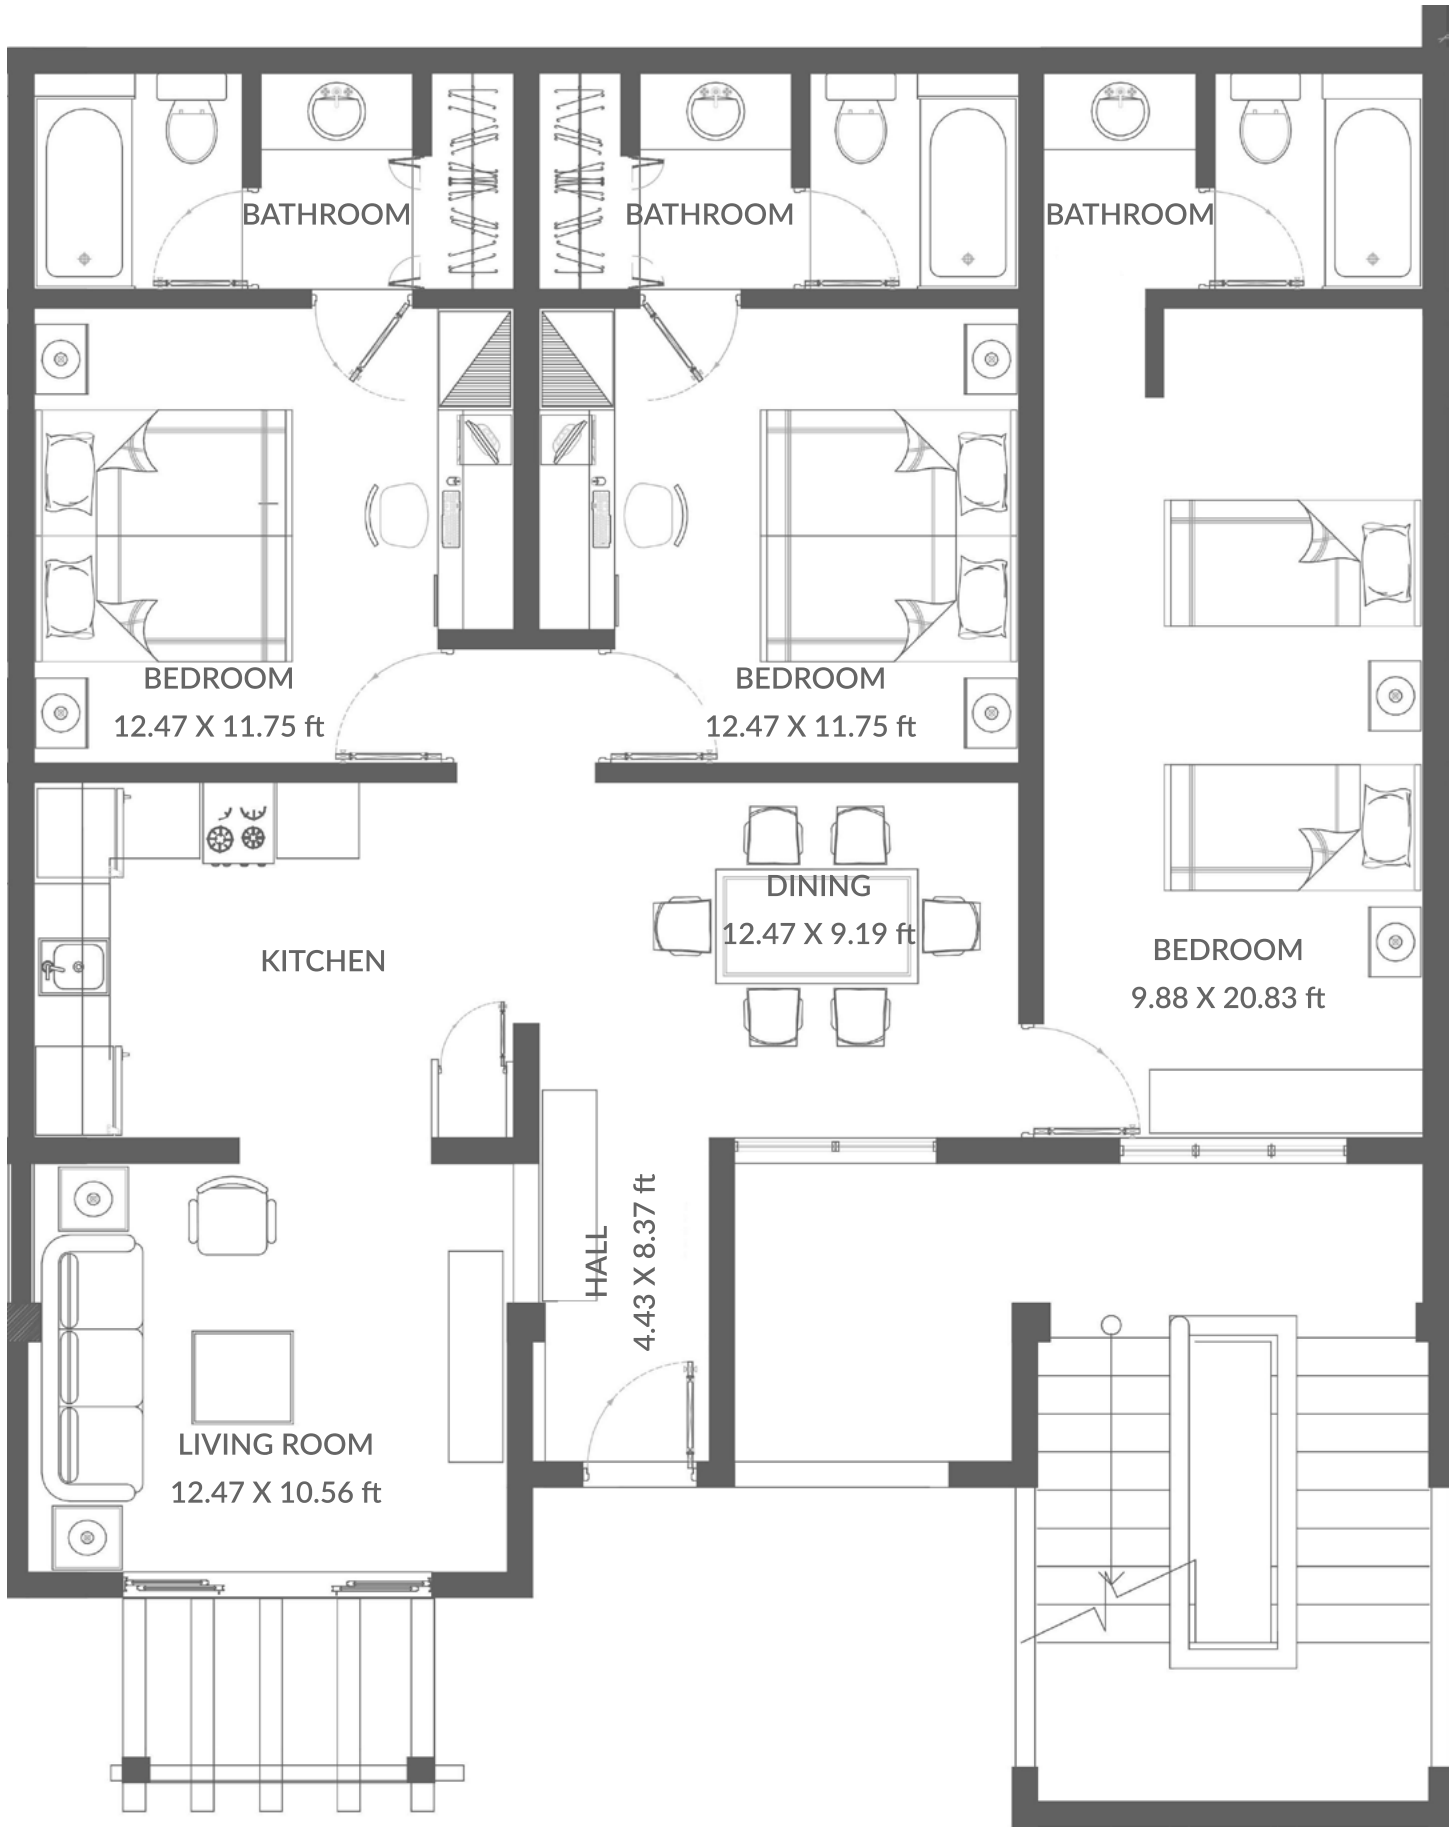 BATHROOM
BATHROOM
BATHROOM
BEDROOM
12.47 X 11.75 ft
BEDROOM
12.47 X 11.75 ft
DINING
12.47 X 9.19 ft
KITCHEN
BEDROOM
9.88 X 20.83 ft
HALL
4.43 X 8.37 ft
LIVING ROOM
12.47 X 10.56 ft